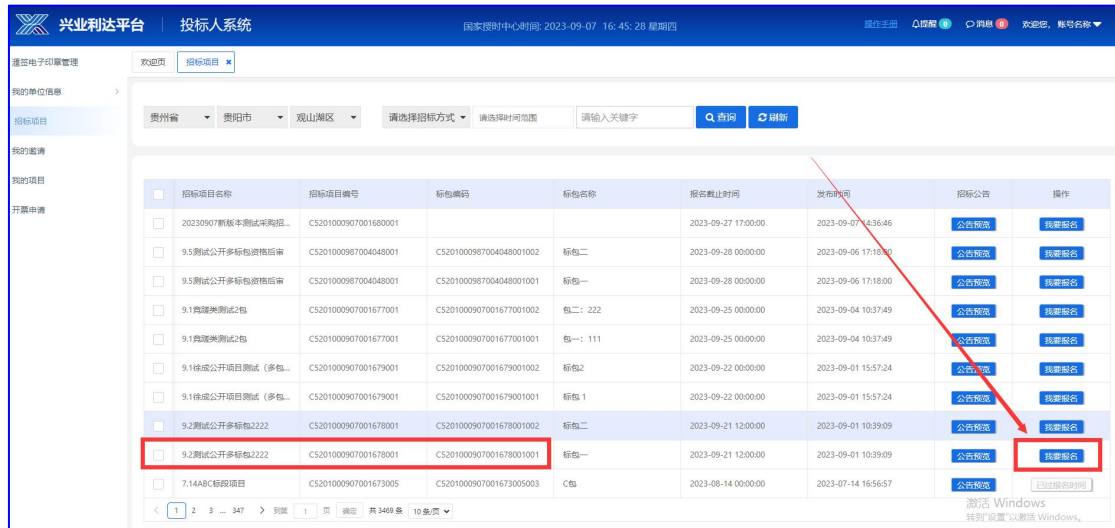 兴业利达平台 投标人系统 国家授时中心时间: 2023-09-07 16:45:28 星期四 操作手册 提醒 0 消息 0 欢迎您, 账号名称
雅签电子印章管理 欢迎页 招标项目 ×
我的单位信息 >
贵州省 贵阳市 观山湖区 请选择招标方式 请选择时间范围 请输入关键字 查询 刷新
招标项目
我的邀请
我的项目
开票申请
招标项目名称 招标项目编号 标包编码 标包名称 报名截止时间 发布时间 招标公告 操作
20230907新版本测试采购招... C5201000907001680001 2023-09-27 17:00:00 2023-09-07 14:36:46 公告预览 我要报名
9.5测试公开多标包资格后审 C5201000987004048001 C5201000987004048001002 标包二 2023-09-28 00:00:00 2023-09-06 17:18:00 公告预览 我要报名
9.5测试公开多标包资格后审 C5201000987004048001 C5201000987004048001001 标包一 2023-09-28 00:00:00 2023-09-06 17:18:00 公告预览 我要报名
9.1竞磋类测试2包 C5201000907001677001 C5201000907001677001002 包二: 222 2023-09-25 00:00:00 2023-09-04 10:37:49 公告预览 我要报名
9.1竞磋类测试2包 C5201000907001677001 C5201000907001677001001 包一: 111 2023-09-25 00:00:00 2023-09-04 10:37:49 公告预览 我要报名
9.1徐成公开项目测试（多包... C5201000907001679001 C5201000907001679001002 标包2 2023-09-22 00:00:00 2023-09-01 15:57:24 公告预览 我要报名
9.1徐成公开项目测试（多包... C5201000907001679001 C5201000907001679001001 标包 1 2023-09-22 00:00:00 2023-09-01 15:57:24 公告预览 我要报名
9.2测试公开多标包2222 C5201000907001678001 C5201000907001678001002 标包二 2023-09-21 12:00:00 2023-09-01 10:39:09 公告预览 我要报名
9.2测试公开多标包2222 C5201000907001678001 C5201000907001678001001 标包一 2023-09-21 12:00:00 2023-09-01 10:39:09 公告预览 我要报名
7.14ABC标段项目 C5201000907001673005 C5201000907001673005003 C包 2023-08-14 00:00:00 2023-07-14 16:56:57 公告预览 已过报名时间
< 1 2 3 ... 347 > 到第 1 页 确定 共 3469 条 10 条/页
激活 Windows
转到"设置"以激活 Windows。